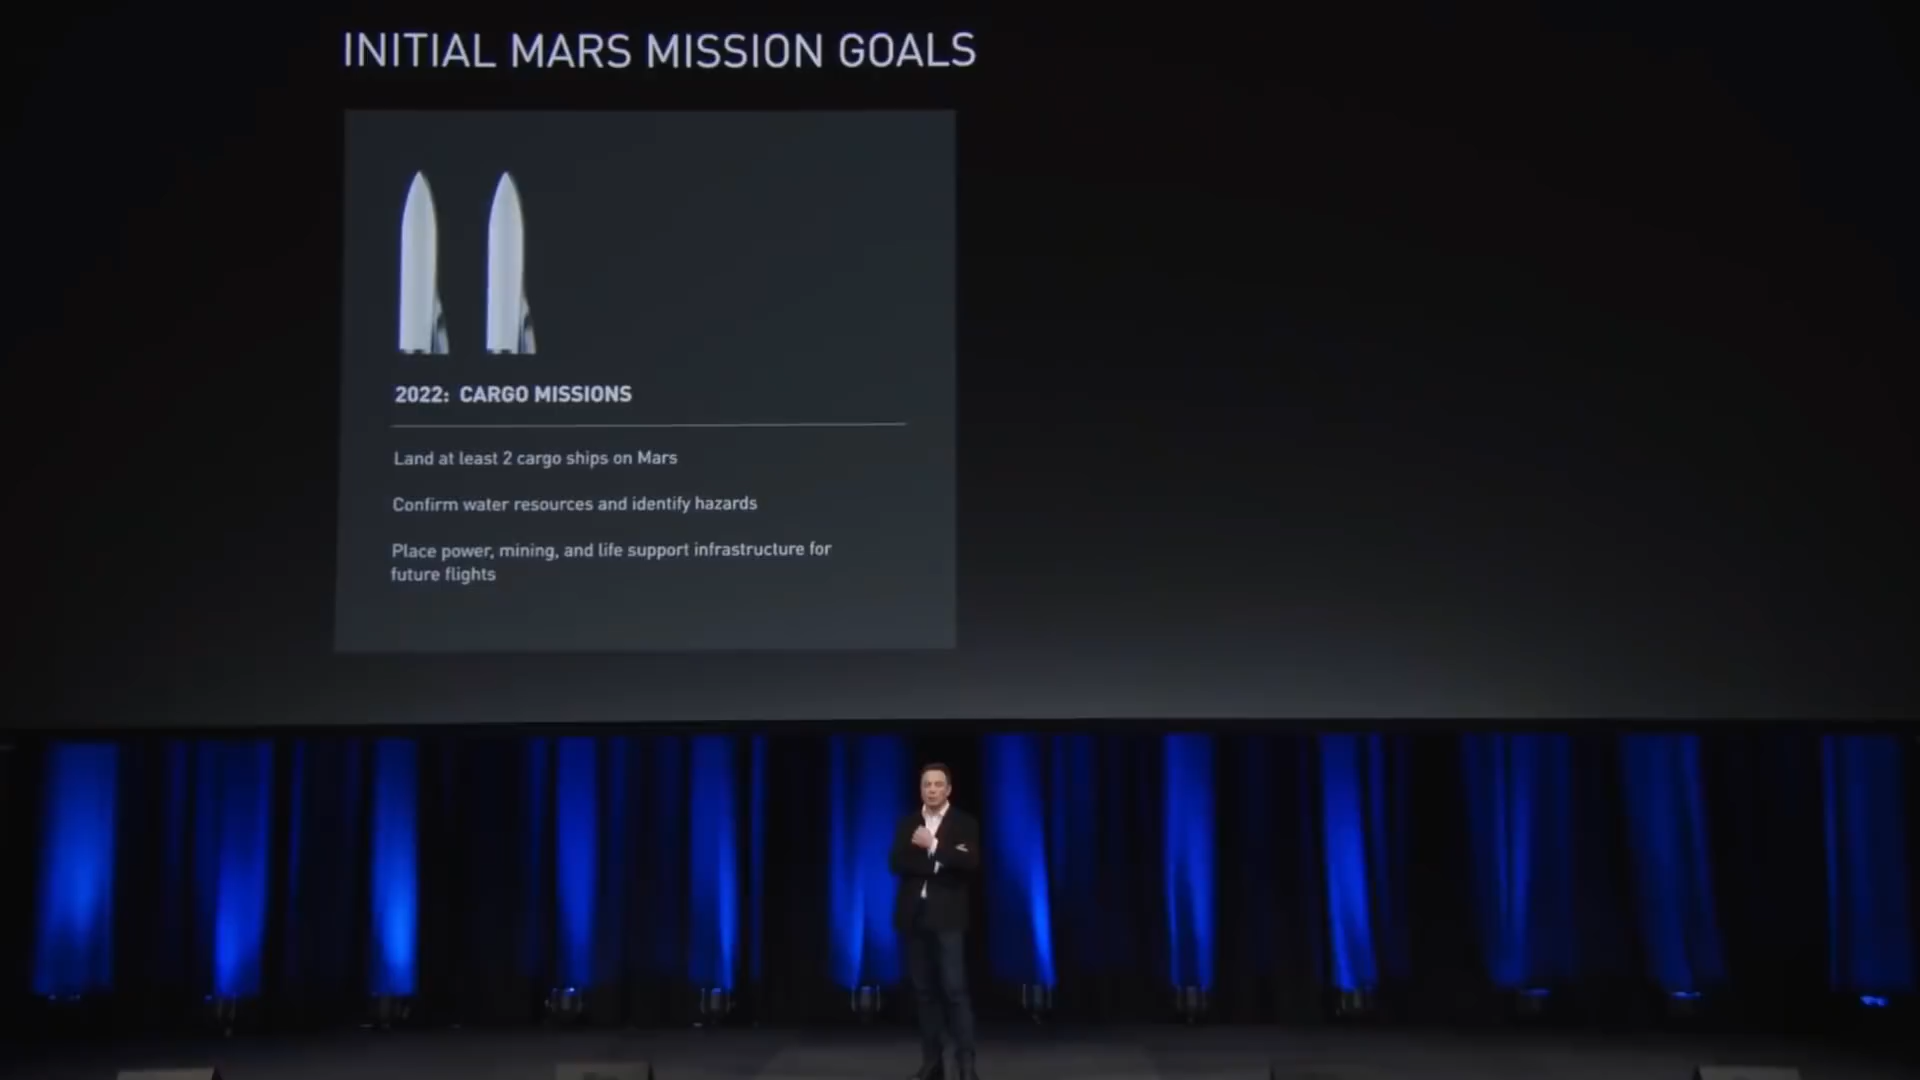 INITIAL MARS MISSION GOALS
2022: CARGO MISSIONS
Land at least 2 cargo ships on Mars
Confirm water resources and identify hazards
Place power, mining, and life support infrastructure for
future flights